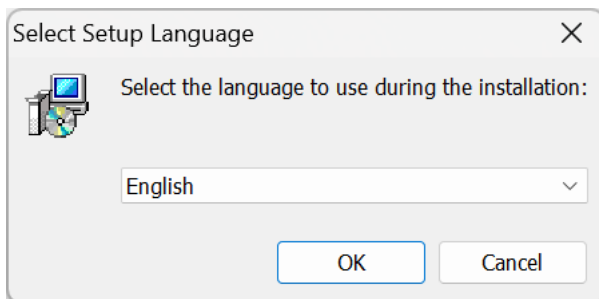 Select Setup Language
Select the language to use during the installation:
English
OK
Cancel